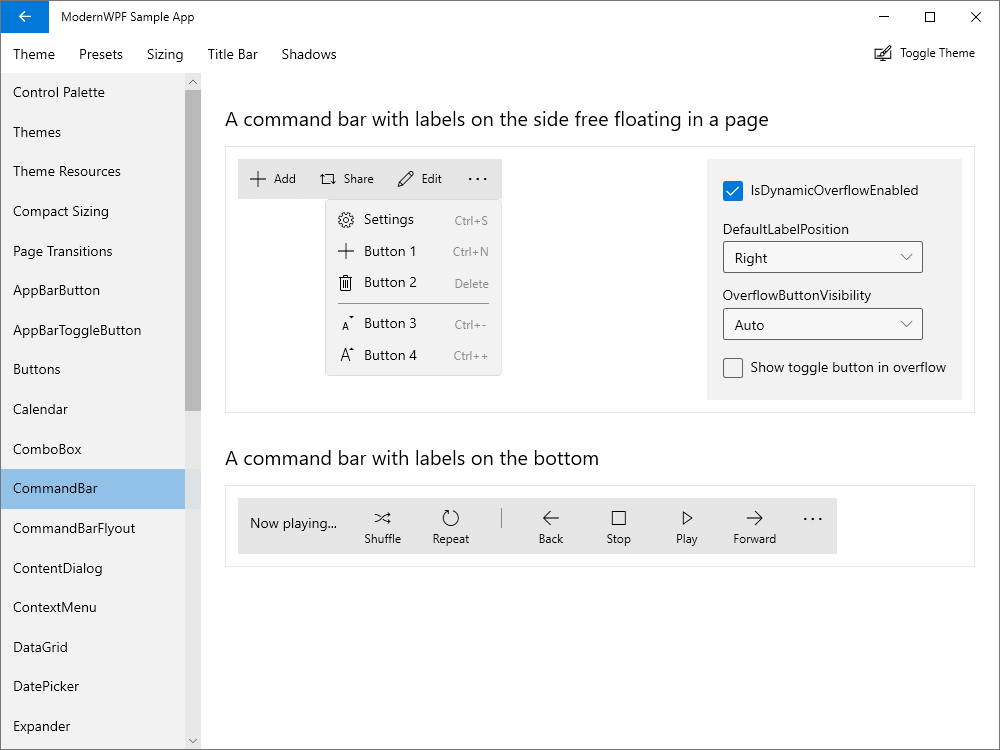 ModernWPF Sample App
Theme Presets Sizing Title Bar Shadows Toggle Theme
Control Palette
Themes
Theme Resources
Compact Sizing
Page Transitions
AppBarButton
AppBarToggleButton
Buttons
Calendar
ComboBox
CommandBar
CommandBarFlyout
ContentDialog
ContextMenu
DataGrid
DatePicker
Expander
A command bar with labels on the side free floating in a page
Add Share Edit
Settings Ctrl+S
Button 1 Ctrl+N
Button 2 Delete
Button 3 Ctrl+-
Button 4 Ctrl++
IsDynamicOverflowEnabled
DefaultLabelPosition
Right
OverflowButtonVisibility
Auto
Show toggle button in overflow
A command bar with labels on the bottom
Now playing... Shuffle Repeat Back Stop Play Forward